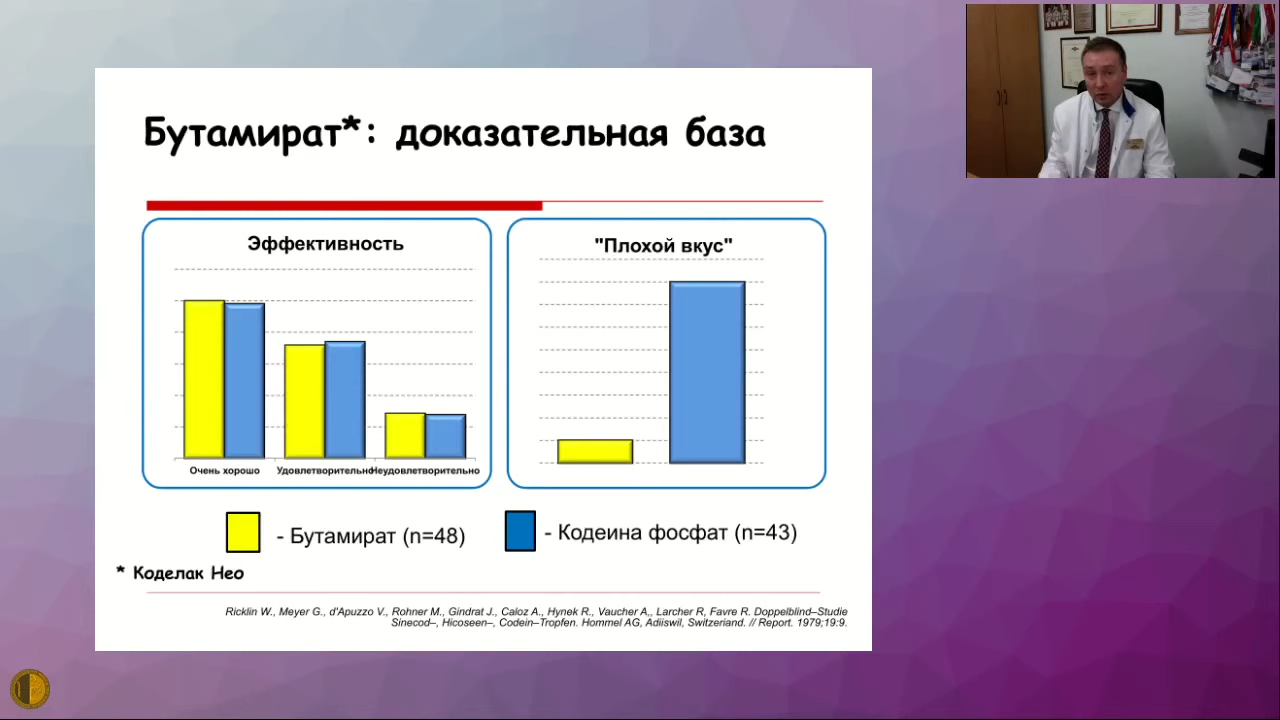 Бутамират*: доказательная база
Эффективность
Очень хорошо
Удовлетворительно
Неудовлетворительно
"Плохой вкус"
- Бутамират (n=48)
- Кодеина фосфат (n=43)
* Коделак Нео
Ricklin W., Meyer G., d'Apuzzo V., Rohner M., Gindrat J., Caloz A., Hynek R., Vaucher A,, Larcher R, Favre R. Doppelblind–Studie
Sinecod–, Hicoseen–, Codein–Tropfen. Hommel AG, Adiiswil, Switzeriand. // Report. 1979;19:9.